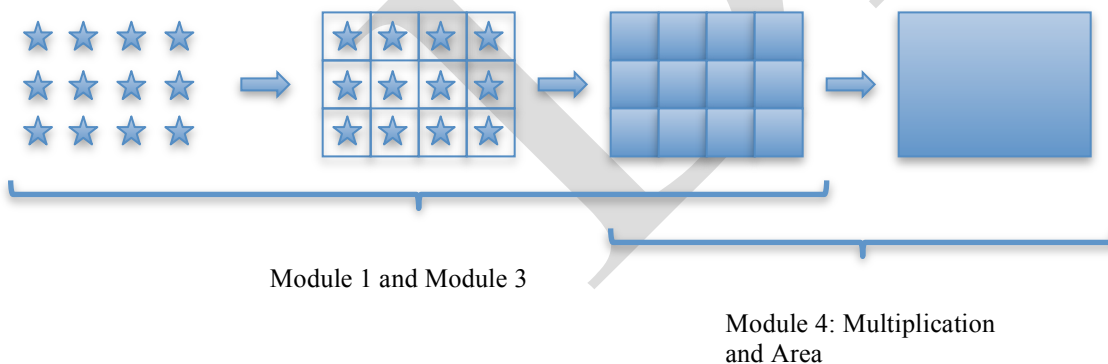 Module 1 and Module 3
Module 4: Multiplication
and Area